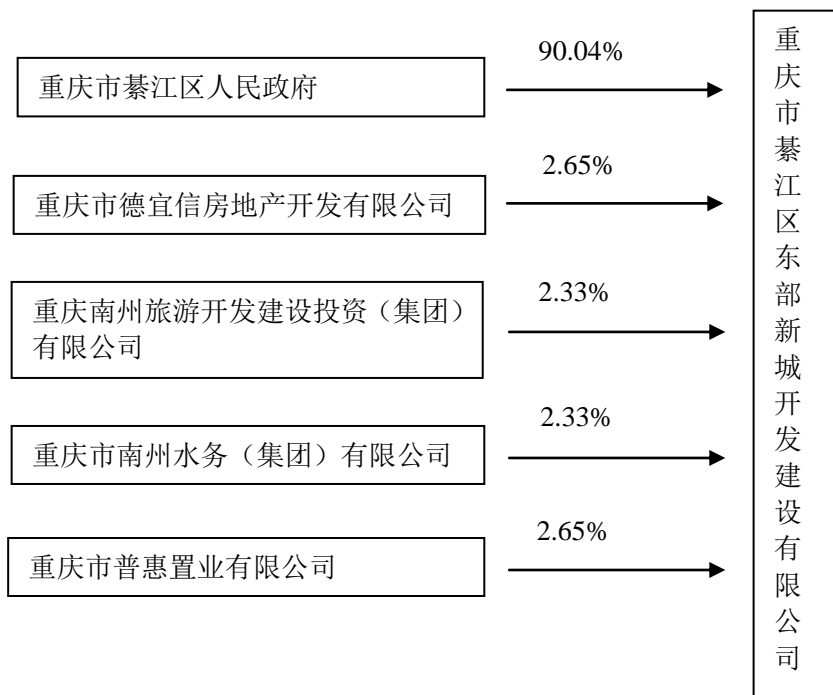 90.04%
重庆市綦江区人民政府
2.65%
重庆市德宜信房地产开发有限公司
2.33%
重庆南州旅游开发建设投资（集团）
有限公司
2.33%
重庆市南州水务（集团）有限公司
2.65%
重庆市普惠置业有限公司
重庆市綦江区东部新城开发建设有限公司